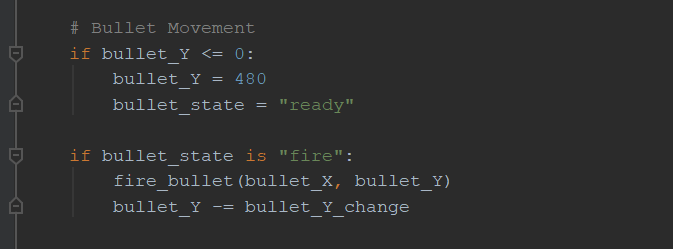 # Bullet Movement
if bullet_Y <= 0:
    bullet_Y = 480
    bullet_state = "ready"

if bullet_state is "fire":
    fire_bullet(bullet_X, bullet_Y)
    bullet_Y -= bullet_Y_change